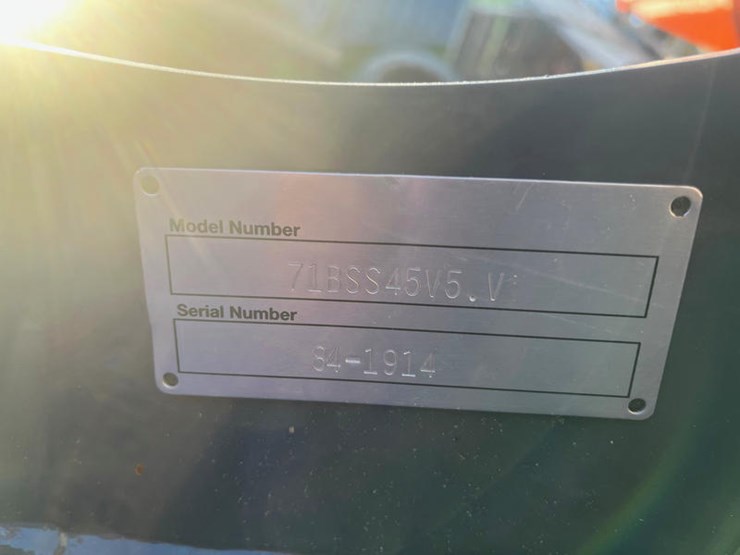 Model Number
71BSS45V5.V
Serial Number
84-1914